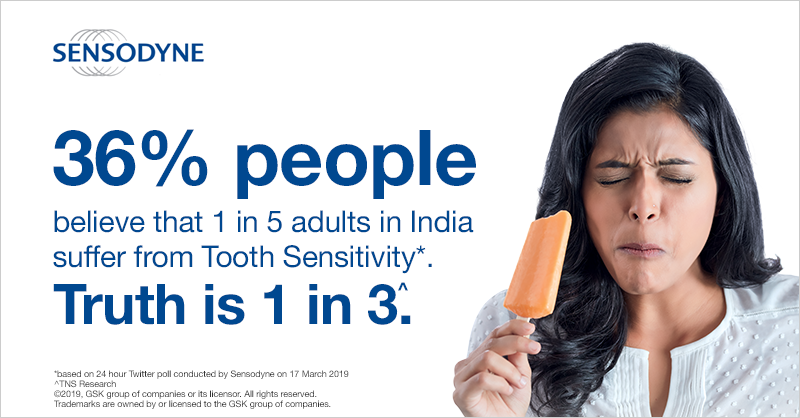 SENSODYNE
36% people
believe that 1 in 5 adults in India
suffer from Tooth Sensitivity*.
Truth is 1 in 3^.
*based on 24 hour Twitter poll conducted by Sensodyne on 17 March 2019
^TNS Research
©2019, GSK group of companies or its licensor. All rights reserved.
Trademarks are owned by or licensed to the GSK group of companies.